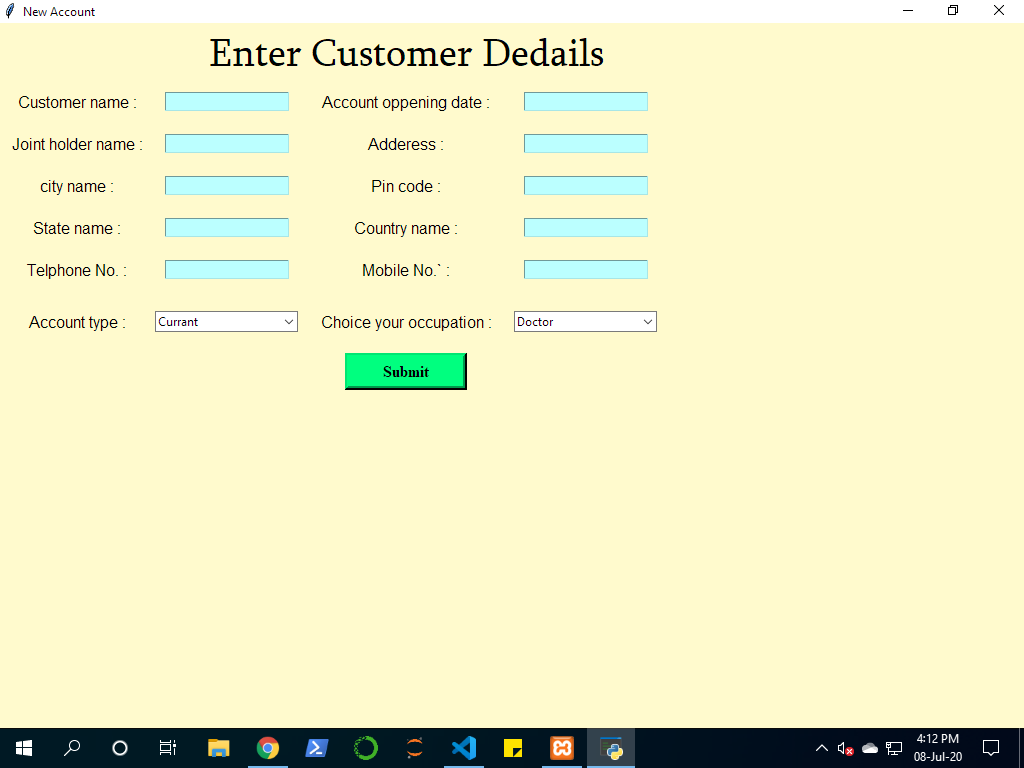 New Account
Enter Customer Dedails
Customer name : Account oppening date :
Joint holder name : Adderess :
city name : Pin code :
State name : Country name :
Telphone No. : Mobile No.` :
Account type : Currant Choice your occupation : Doctor
Submit
4:12 PM
08-Jul-20